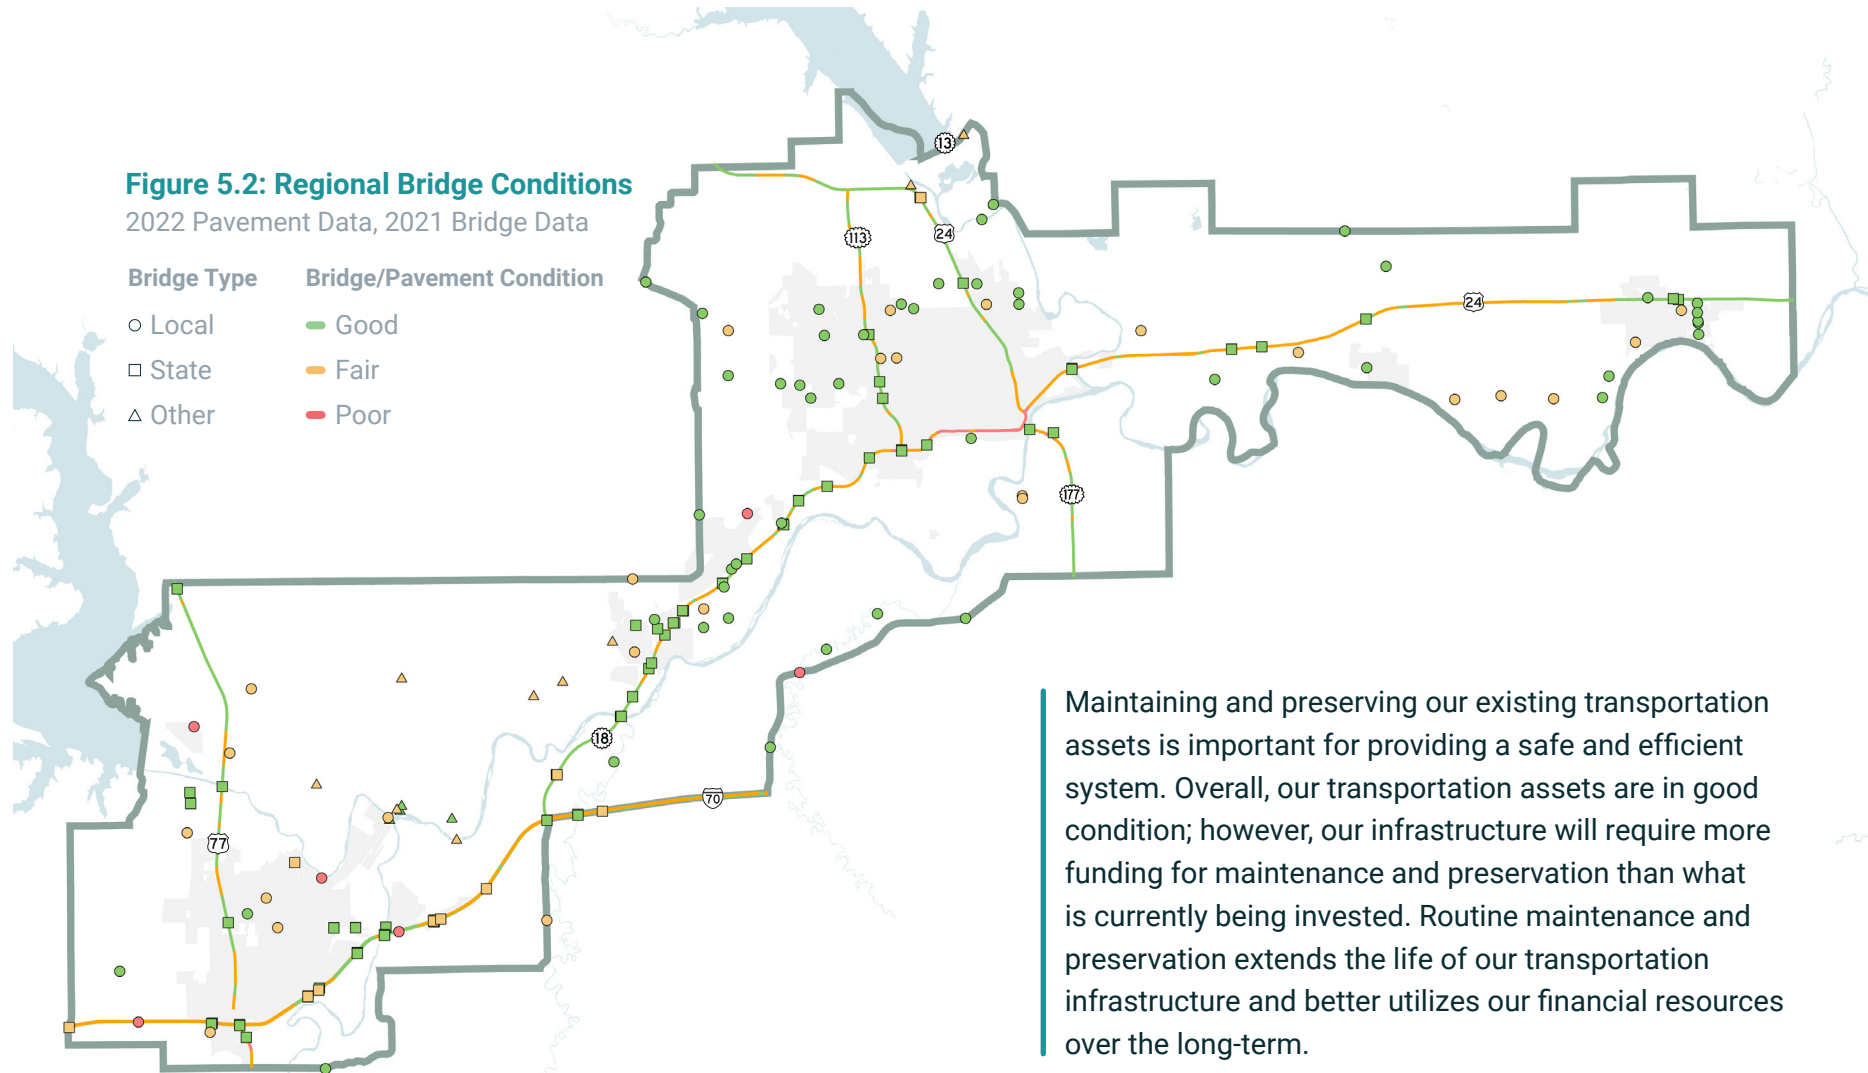 Figure 5.2: Regional Bridge Conditions
2022 Pavement Data, 2021 Bridge Data
Bridge Type
Bridge/Pavement Condition
Local
Good
State
Fair
Other
Poor
13
113
24
24
177
18
70
77
Maintaining and preserving our existing transportation
assets is important for providing a safe and efficient
system. Overall, our transportation assets are in good
condition; however, our infrastructure will require more
funding for maintenance and preservation than what
is currently being invested. Routine maintenance and
preservation extends the life of our transportation
infrastructure and better utilizes our financial resources
over the long-term.